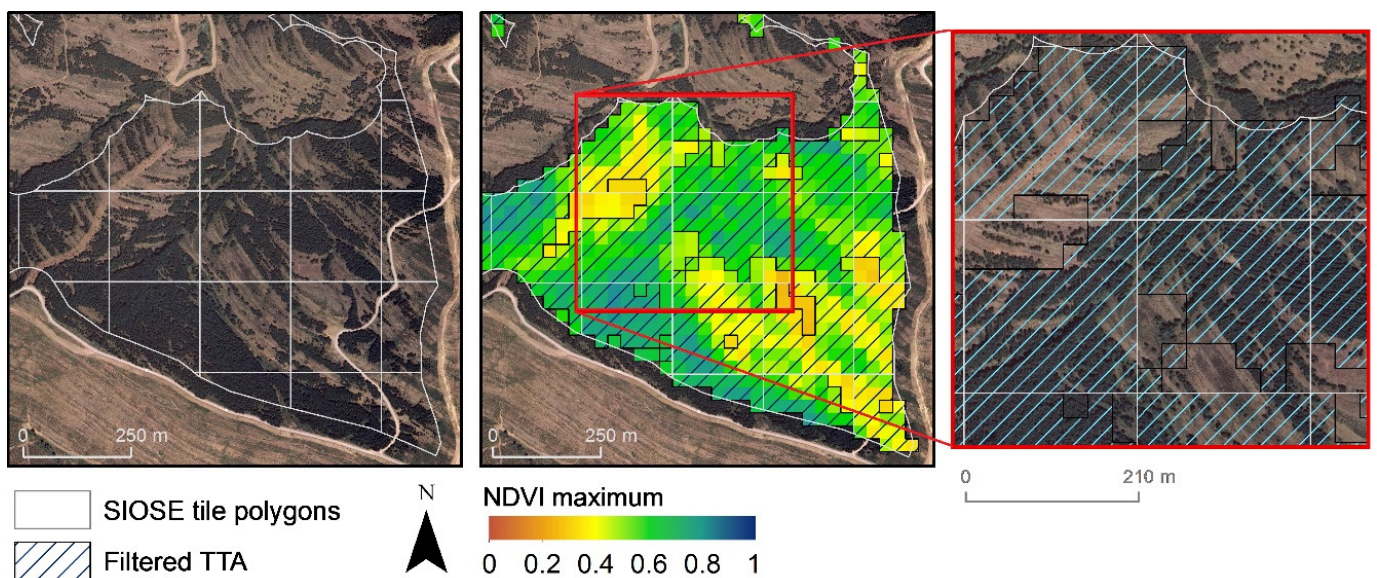 0 250 m
0 250 m
0 210 m
SIOSE tile polygons
Filtered TTA
N
NDVI maximum
0 0.2 0.4 0.6 0.8 1